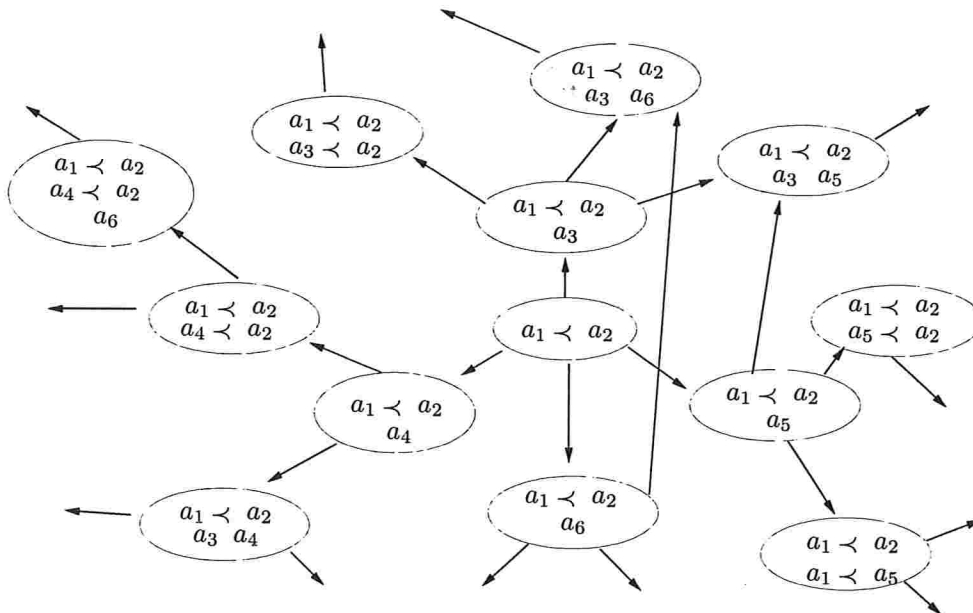 a₁ ≺ a₂
a₃ a₆
a₁ ≺ a₂
a₃ ≺ a₂
a₁ ≺ a₂
a₃ a₅
a₁ ≺ a₂
a₄ ≺ a₂
a₆
a₁ ≺ a₂
a₃
a₁ ≺ a₂
a₄ ≺ a₂
a₁ ≺ a₂
a₁ ≺ a₂
a₅ ≺ a₂
a₁ ≺ a₂
a₄
a₁ ≺ a₂
a₅
a₁ ≺ a₂
a₃ a₄
a₁ ≺ a₂
a₆
a₁ ≺ a₂
a₁ ≺ a₅